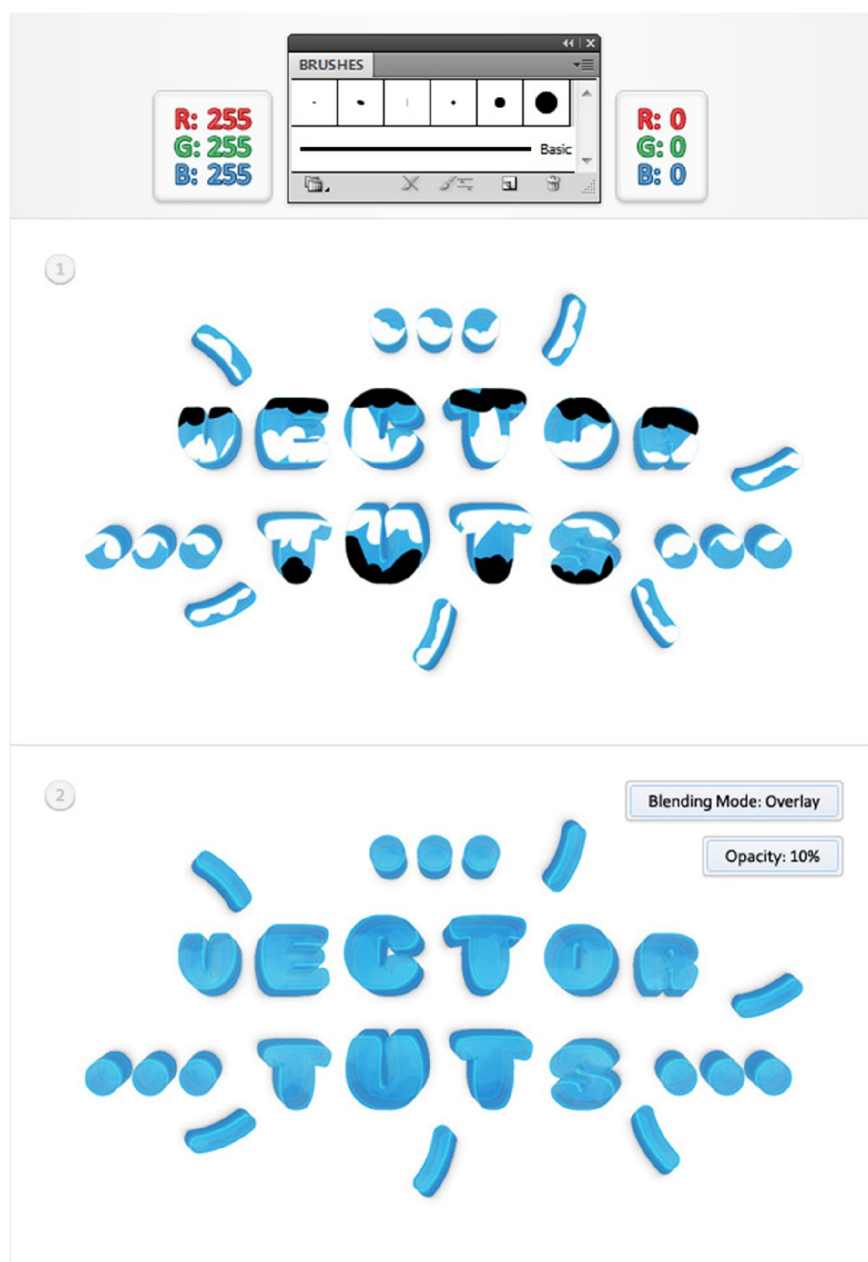 BRUSHES
R: 255
G: 255
B: 255
Basic
R: 0
G: 0
B: 0
1
VECTOR
TUTS
2
Blending Mode: Overlay
Opacity: 10%
VECTOR
TUTS